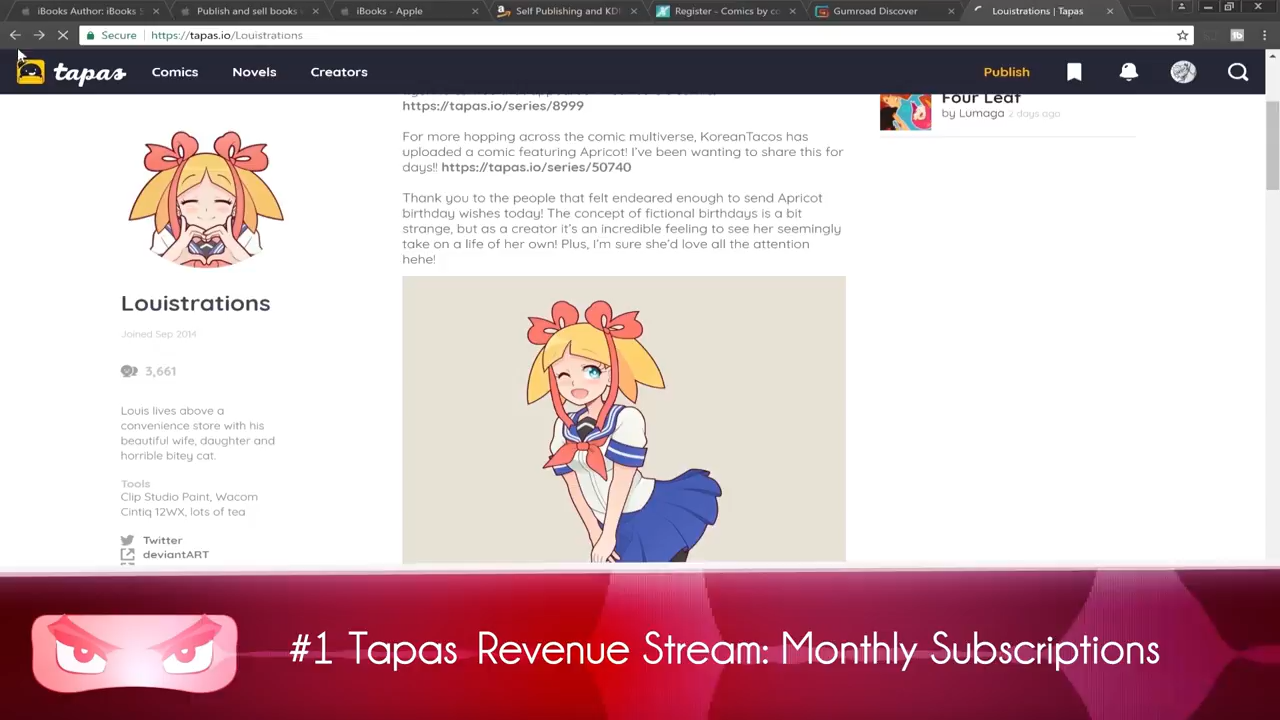 iBooks Author: iBooks S
Publish and sell books
iBooks - Apple
Self Publishing and KD
Register - Comics by co
Gumroad Discover
Louistrations | Tapas
Secure
https://tapas.io/Louistrations
tapas
Comics
Novels
Creators
Publish
https://tapas.io/series/8999
For more hopping across the comic multiverse, KoreanTacos has
uploaded a comic featuring Apricot! I've been wanting to share this for
days!! https://tapas.io/series/50740
Thank you to the people that felt endeared enough to send Apricot
birthday wishes today! The concept of fictional birthdays is a bit
strange, but as a creator it's an incredible feeling to see her seemingly
take on a life of her own! Plus, I'm sure she'd love all the attention
hehe!
Four Leaf
by Lumaga 2 days ago
Louistrations
Joined Sep 2014
3,661
Louis lives above a
convenience store with his
beautiful wife, daughter and
horrible bitey cat.
Tools
Clip Studio Paint, Wacom
Cintiq 12WX, lots of tea
Twitter
deviantART
#1 Tapas Revenue Stream: Monthly Subscriptions